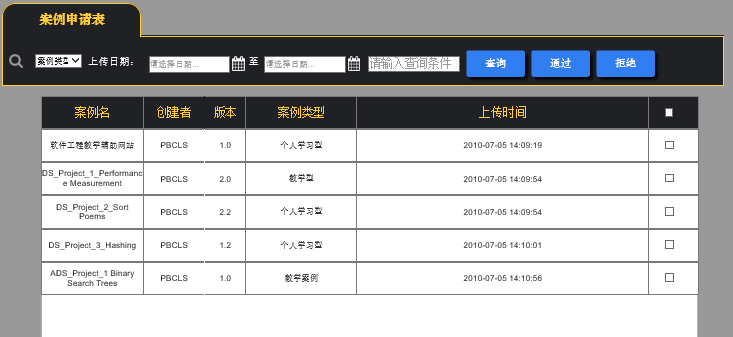 案例申请表
案例类型 上传日期： 请选择日期... 至 请选择日期... 请输入查询条件 查询 通过 拒绝
案例名 创建者 版本 案例类型 上传时间
软件工程教学辅助网站 PBCLS 1.0 个人学习型 2010-07-05 14:09:19
DS_Project_1_Performanc
e Measurement PBCLS 2.0 教学型 2010-07-05 14:09:54
DS_Project_2_Sort
Poems PBCLS 2.2 个人学习型 2010-07-05 14:09:54
DS_Project_3_Hashing PBCLS 1.2 个人学习型 2010-07-05 14:10:01
ADS_Project_1 Binary
Search Trees PBCLS 1.0 教学案例 2010-07-05 14:10:56